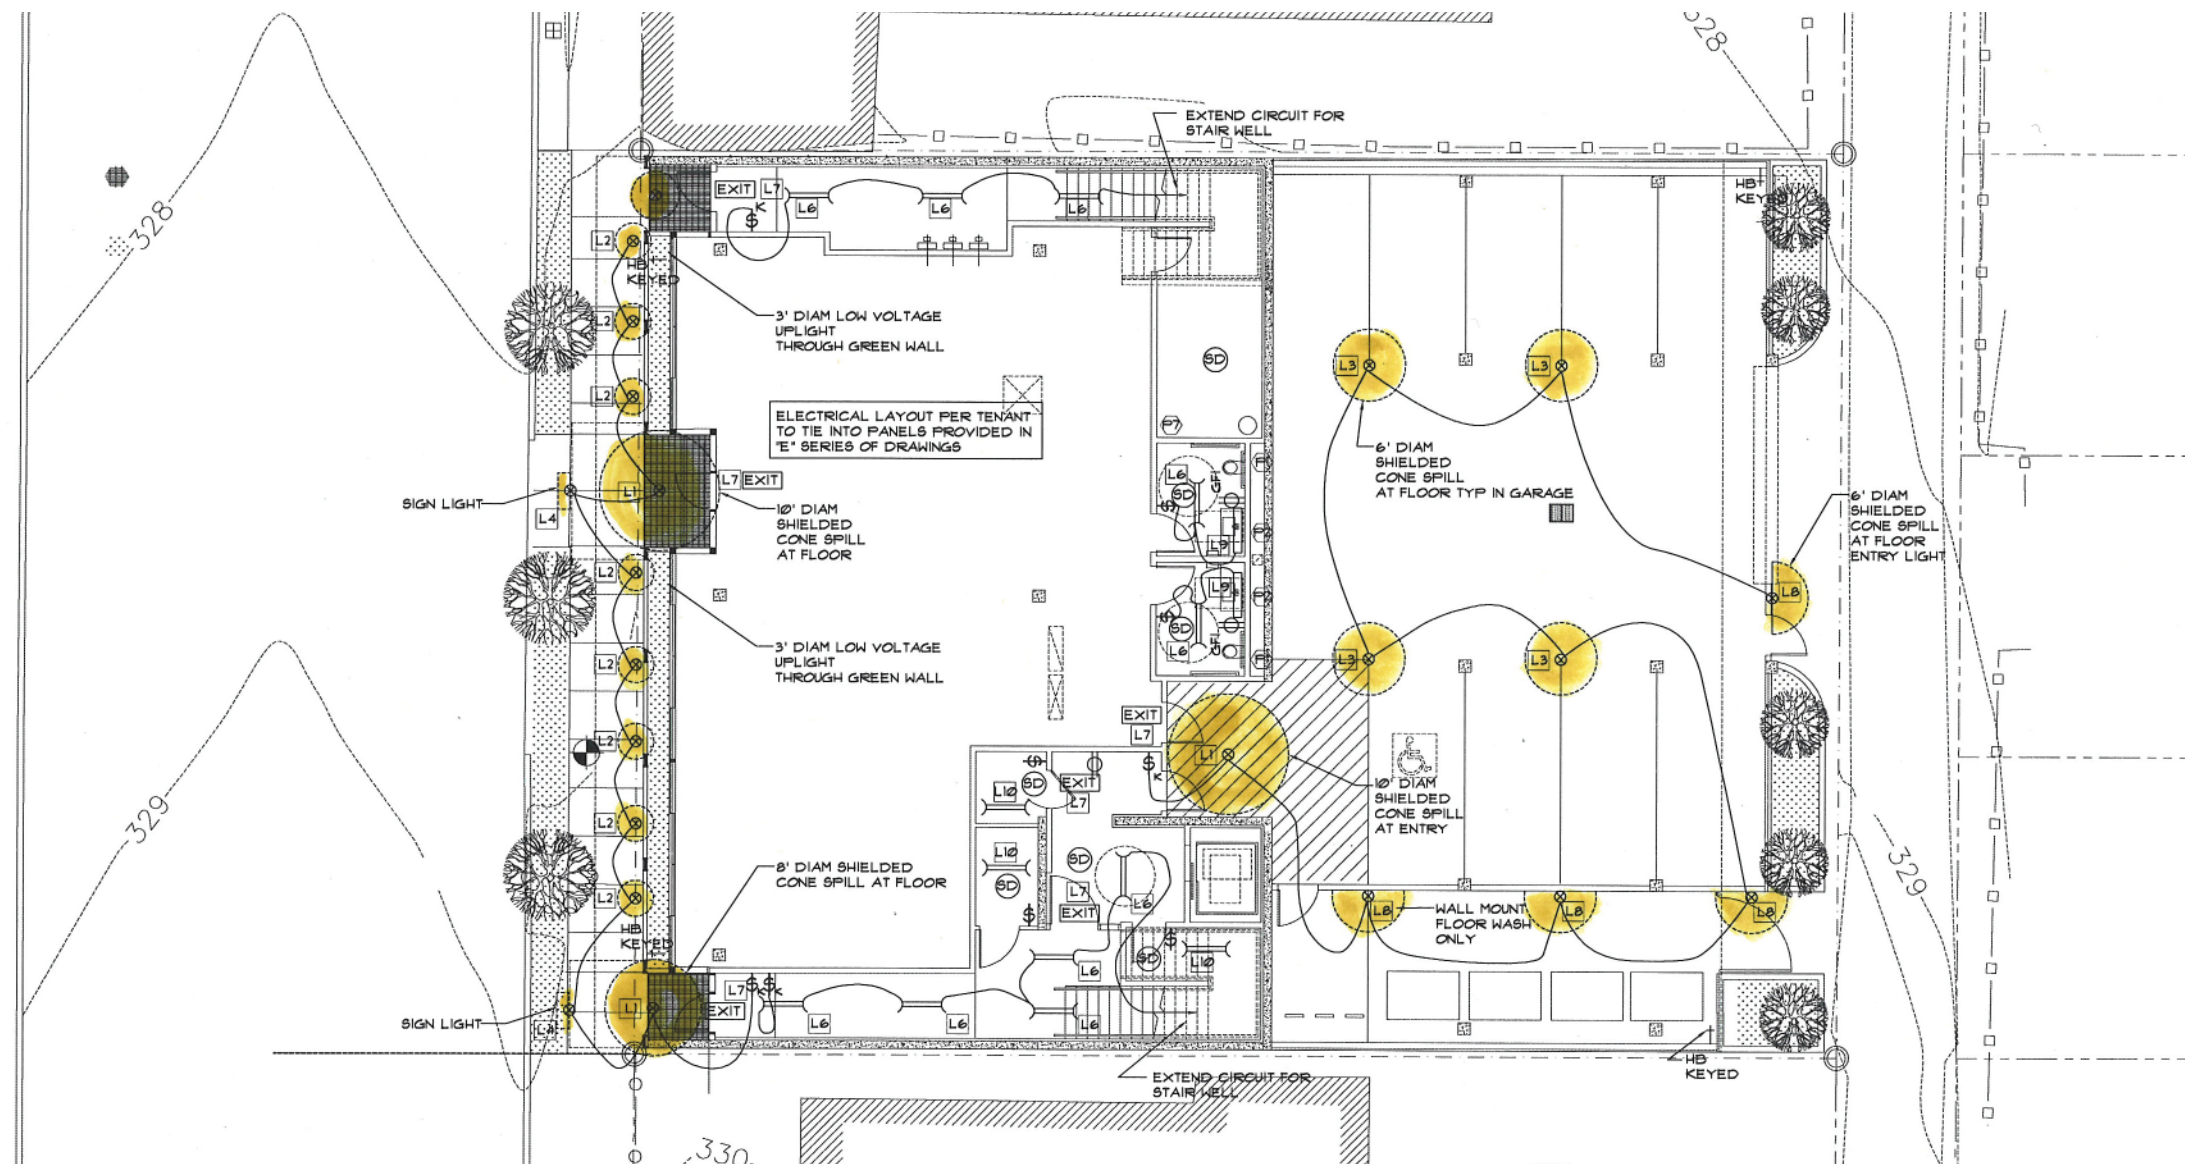 328
328
EXTEND CIRCUIT FOR
STAIR WELL
EXIT
L7
K
$
L6
L6
L6
HB
KEYED
L2
HB
KEYED
L2
L2
3' DIAM LOW VOLTAGE
UPLIGHT
THROUGH GREEN WALL
SD
L3
L3
ELECTRICAL LAYOUT PER TENANT
TO TIE INTO PANELS PROVIDED IN
"E" SERIES OF DRAWINGS
P7
6' DIAM
SHIELDED
CONE SPILL
AT FLOOR TYP IN GARAGE
L6
SD
GFI
L9
SIGN LIGHT
L4
L1
L7
EXIT
10' DIAM
SHIELDED
CONE SPILL
AT FLOOR
6' DIAM
SHIELDED
CONE SPILL
AT FLOOR
ENTRY LIGHT
L2
L9
L8
SD
L6
GFI
3' DIAM LOW VOLTAGE
UPLIGHT
THROUGH GREEN WALL
L2
L3
L3
EXIT
L7
L2
L1
$
K
SD
EXIT
L7
L10
10' DIAM
SHIELDED
CONE SPILL
AT ENTRY
329
L2
L10
SD
SD
L7
EXIT
L6
$
329
8' DIAM SHIELDED
CONE SPILL AT FLOOR
L2
HB
KEYED
L8
WALL MOUNT
FLOOR WASH
ONLY
L8
L8
SD
$
L10
L6
L7
$
K
$
K
EXIT
L1
L6
L6
L6
SIGN LIGHT
L4
EXTEND CIRCUIT FOR
STAIR WELL
HB
KEYED
330